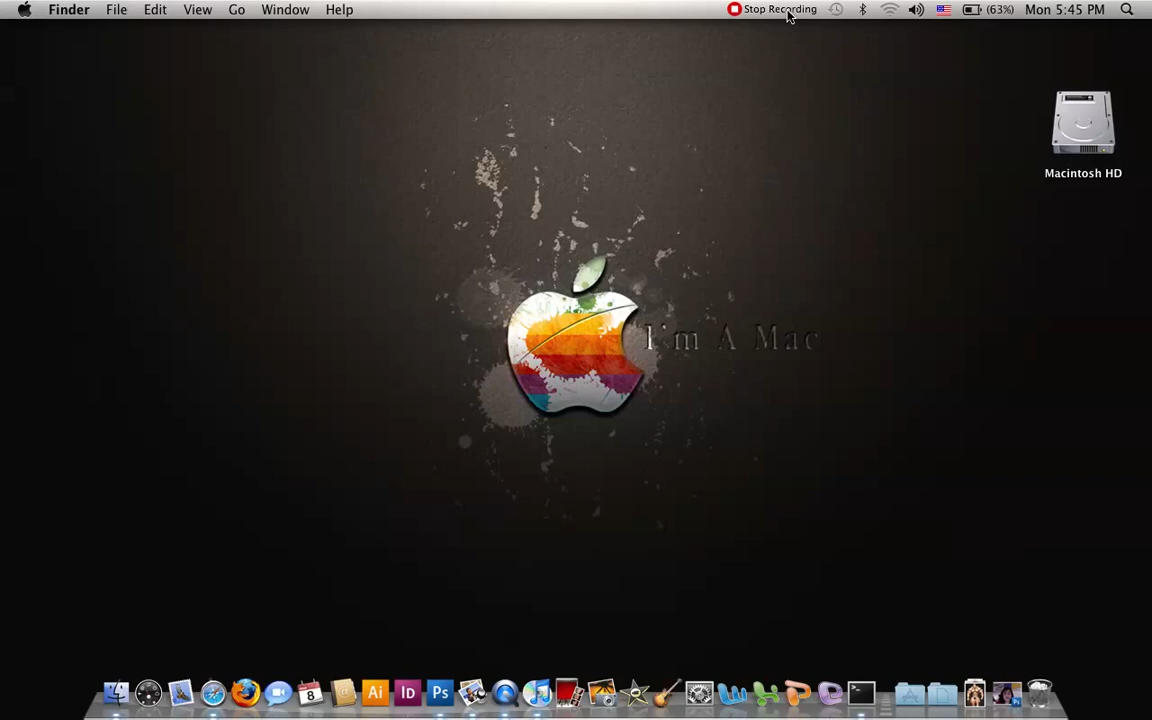 Finder File Edit View Go Window Help Stop Recording (63%) Mon 5:45 PM
Macintosh HD
I'm A Mac
8 Ai Id Ps